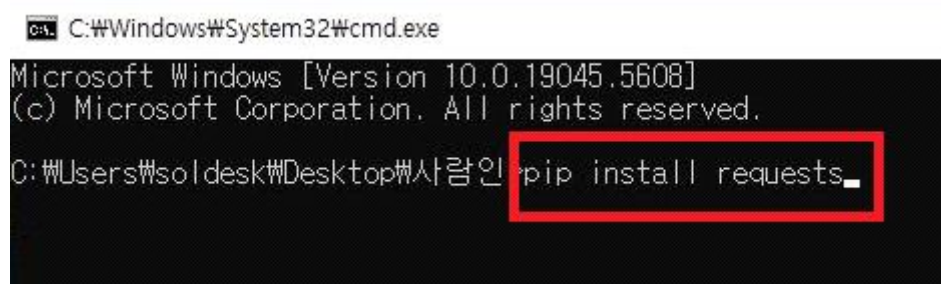 C:₩Windows₩System32₩cmd.exe
Microsoft Windows [Version 10.0.19045.5608]
(c) Microsoft Corporation. All rights reserved.
C:₩Users₩soldesk₩Desktop₩사람인>pip install requests